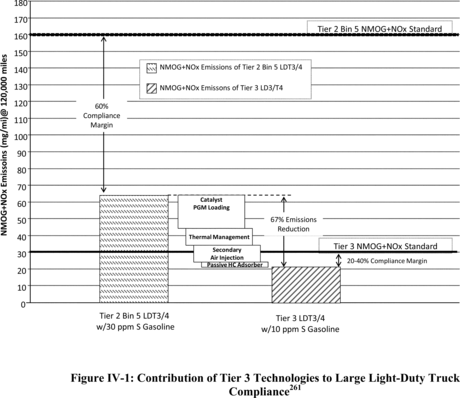 180
170
160
150
140
130
120
110
100
90
80
70
60
50
40
30
20
10
0
NMOG+NOx Emissoins (mg/mi)@ 120,000 miles
Tier 2 Bin 5 NMOG+NOx Standard
NMOG+NOx Emissions of Tier 2 Bin 5 LDT3/4
NMOG+NOx Emissons of Tier 3 LD3/T4
60%
Compliance
Margin
Catalyst
PGM Loading
Thermal Management
Secondary
Air Injection
Passive HC Adsorber
67% Emissions
Reduction
Tier 3 NMOG+NOx Standard
20-40% Compliance Margin
Tier 2 Bin 5 LDT3/4
w/30 ppm S Gasoline
Tier 3 LDT3/4
w/10 ppm S Gasoline
Figure IV-1: Contribution of Tier 3 Technologies to Large Light-Duty Truck
Compliance261